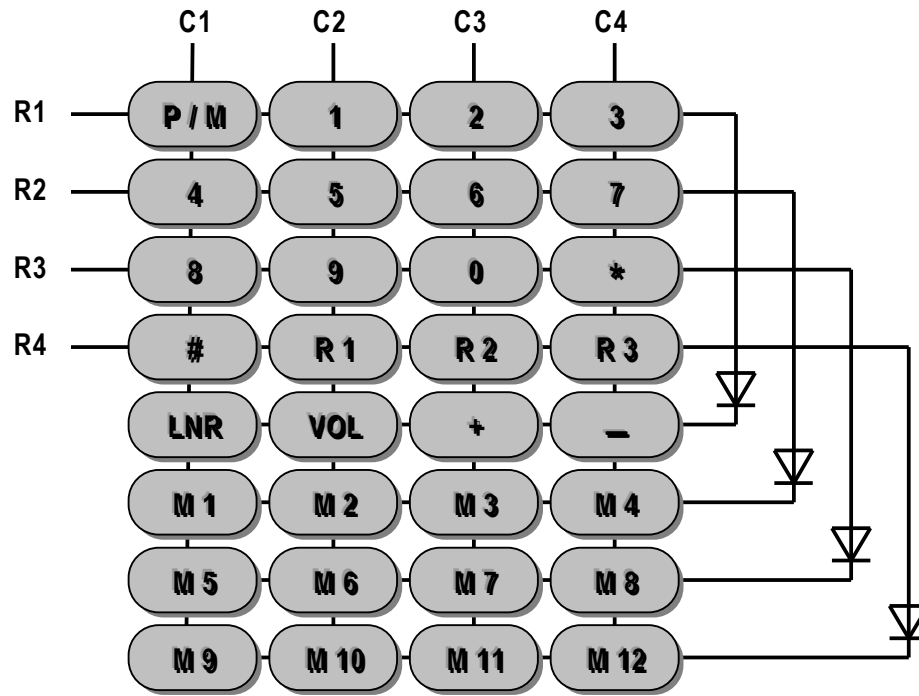 C1 C2 C3 C4
R1 P / M 1 2 3
R2 4 5 6 7
R3 8 9 0 *
R4 # R 1 R 2 R 3
LNR VOL + –
M 1 M 2 M 3 M 4
M 5 M 6 M 7 M 8
M 9 M 10 M 11 M 12